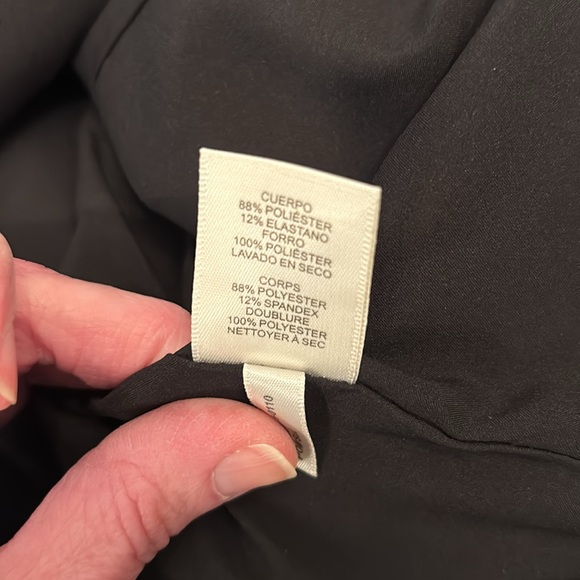 CUERPO
88% POLIÉSTER
12% ELASTANO
FORRO
100% POLIÉSTER
LAVADO EN SECO
CORPS
88% POLYESTER
12% SPANDEX
DOUBLURE
100% POLYESTER
NETTOYER À SEC